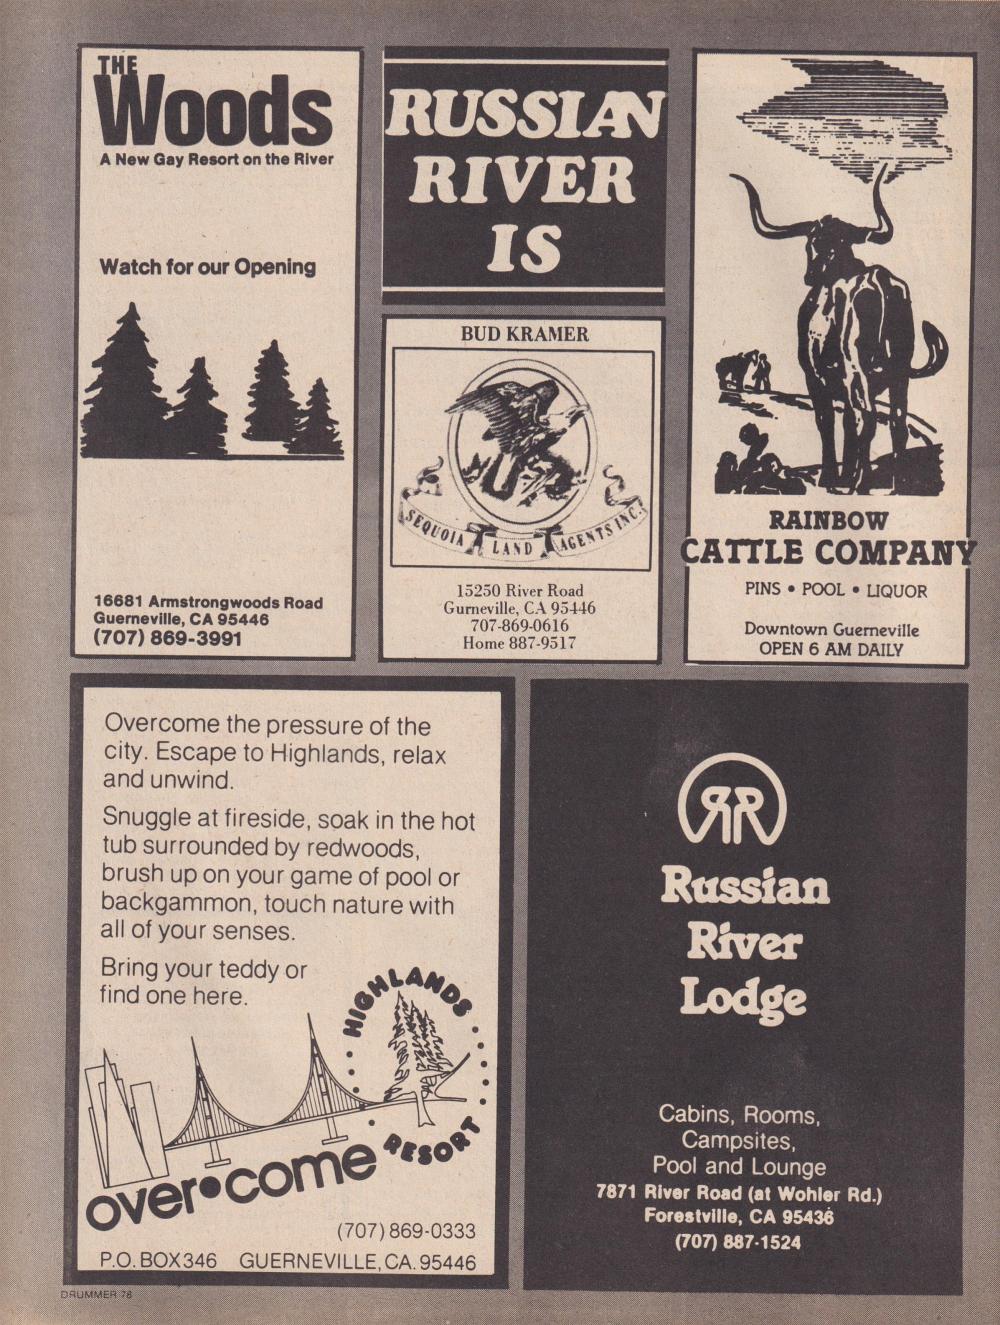 THE
Woods
A New Gay Resort on the River
Watch for our Opening
16681 Armstrongwoods Road
Guerneville, CA 95446
(707) 869-3991
RUSSIAN
RIVER
IS
BUD KRAMER
SEQUOIA LAND AGENTS INC.
15250 River Road
Gurneville, CA 95446
707-869-0616
Home 887-9517
RAINBOW
CATTLE COMPANY
PINS • POOL • LIQUOR
Downtown Guerneville
OPEN 6 AM DAILY
Overcome the pressure of the
city. Escape to Highlands, relax
and unwind.
Snuggle at fireside, soak in the hot
tub surrounded by redwoods,
brush up on your game of pool or
backgammon, touch nature with
all of your senses.
Bring your teddy or
find one here.
HIGHLANDS
RESORT
over•come
(707) 869-0333
P.O. BOX 346 GUERNEVILLE, CA. 95446
RR
Russian
River
Lodge
Cabins, Rooms,
Campsites,
Pool and Lounge
7871 River Road (at Wohler Rd.)
Forestville, CA 95436
(707) 887-1524
DRUMMER 78